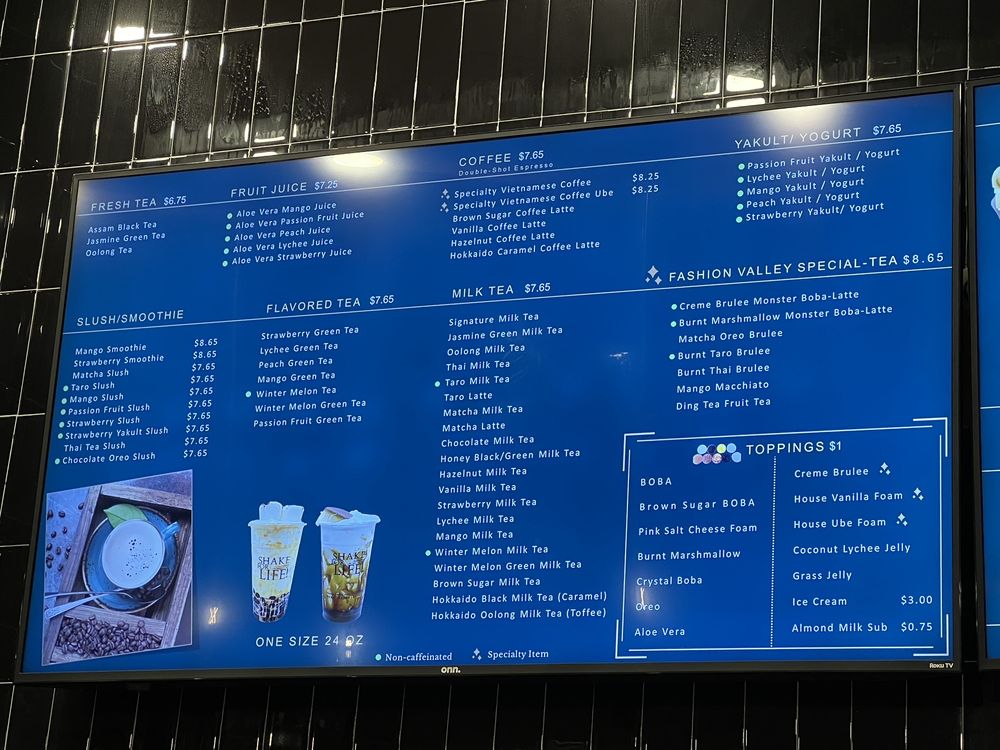 FRESH TEA $6.75
Assam Black Tea
Jasmine Green Tea
Oolong Tea
FRUIT JUICE $7.25
Aloe Vera Mango Juice
Aloe Vera Passion Fruit Juice
Aloe Vera Peach Juice
Aloe Vera Lychee Juice
Aloe Vera Strawberry Juice
COFFEE $7.65
Double-Shot Espresso
Specialty Vietnamese Coffee $8.25
Specialty Vietnamese Coffee Ube $8.25
Brown Sugar Coffee Latte
Vanilla Coffee Latte
Hazelnut Coffee Latte
Hokkaido Caramel Coffee Latte
YAKULT/ YOGURT $7.65
Passion Fruit Yakult / Yogurt
Lychee Yakult / Yogurt
Mango Yakult / Yogurt
Peach Yakult / Yogurt
Strawberry Yakult/ Yogurt
SLUSH/SMOOTHIE
Mango Smoothie $8.65
Strawberry Smoothie $8.65
Matcha Slush $7.65
Taro Slush $7.65
Mango Slush $7.65
Passion Fruit Slush $7.65
Strawberry Slush $7.65
Strawberry Yakult Slush $7.65
Thai Tea Slush $7.65
Chocolate Oreo Slush $7.65
FLAVORED TEA $7.65
Strawberry Green Tea
Lychee Green Tea
Peach Green Tea
Mango Green Tea
Winter Melon Tea
Winter Melon Green Tea
Passion Fruit Green Tea
MILK TEA $7.65
Signature Milk Tea
Jasmine Green Milk Tea
Oolong Milk Tea
Thai Milk Tea
Taro Milk Tea
Taro Latte
Matcha Milk Tea
Matcha Latte
Chocolate Milk Tea
Honey Black/Green Milk Tea
Hazelnut Milk Tea
Vanilla Milk Tea
Strawberry Milk Tea
Lychee Milk Tea
Mango Milk Tea
Winter Melon Milk Tea
Winter Melon Green Milk Tea
Brown Sugar Milk Tea
Hokkaido Black Milk Tea (Caramel)
Hokkaido Oolong Milk Tea (Toffee)
FASHION VALLEY SPECIAL-TEA $8.65
Creme Brulee Monster Boba-Latte
Burnt Marshmallow Monster Boba-Latte
Matcha Oreo Brulee
Burnt Taro Brulee
Burnt Thai Brulee
Mango Macchiato
Ding Tea Fruit Tea
TOPPINGS $1
BOBA
Brown Sugar BOBA
Pink Salt Cheese Foam
Burnt Marshmallow
Crystal Boba
Oreo
Aloe Vera
Creme Brulee
House Vanilla Foam
House Ube Foam
Coconut Lychee Jelly
Grass Jelly
Ice Cream $3.00
Almond Milk Sub $0.75
SHAKE
LIFE!
SHAKE
LIFE!
ONE SIZE 24 OZ
Non-caffeinated
Specialty Item
onn.
Roku TV